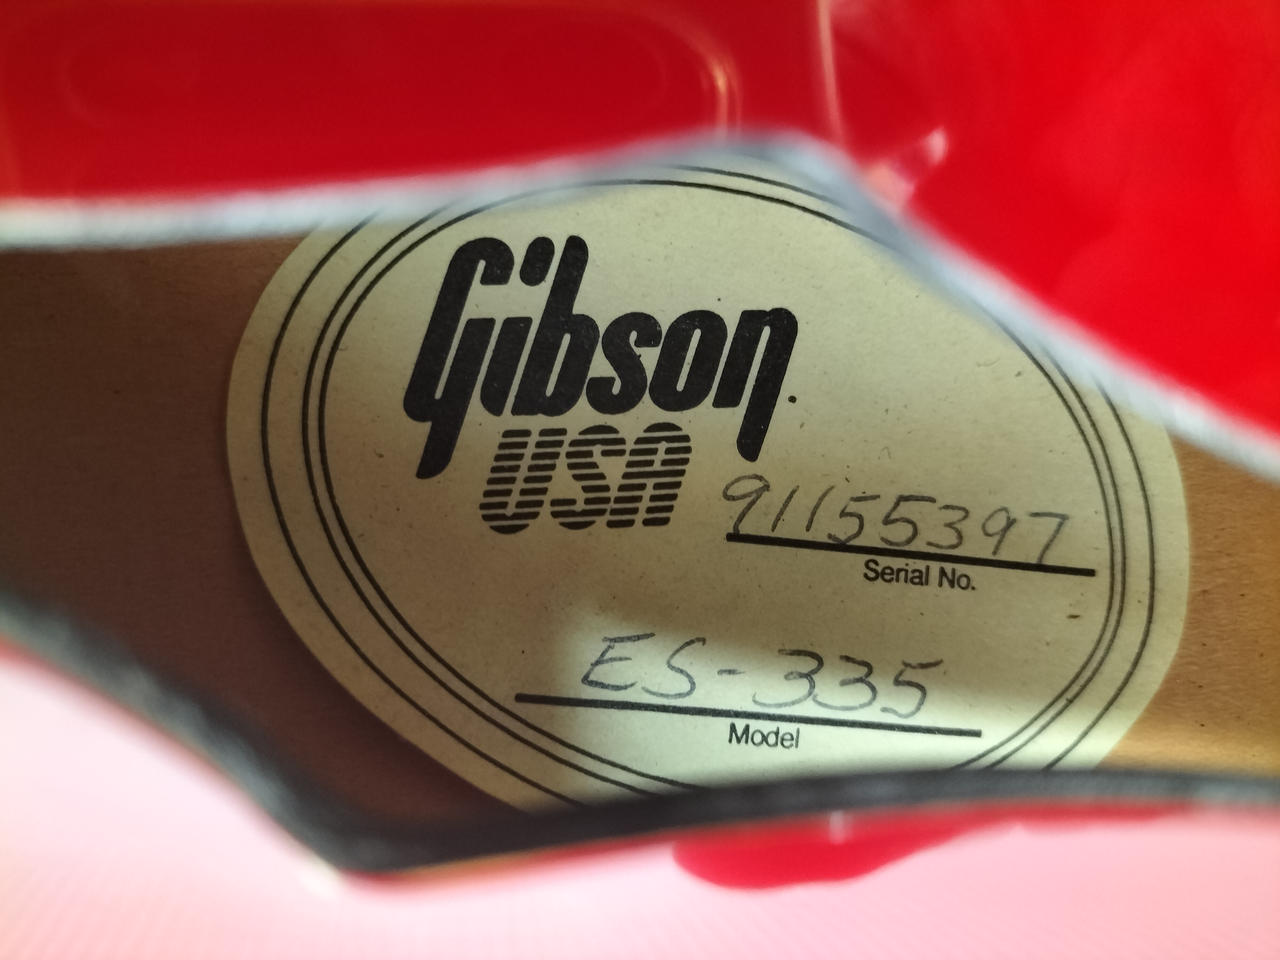 Gibson.
USA
91155397
Serial No.
ES-335
Model